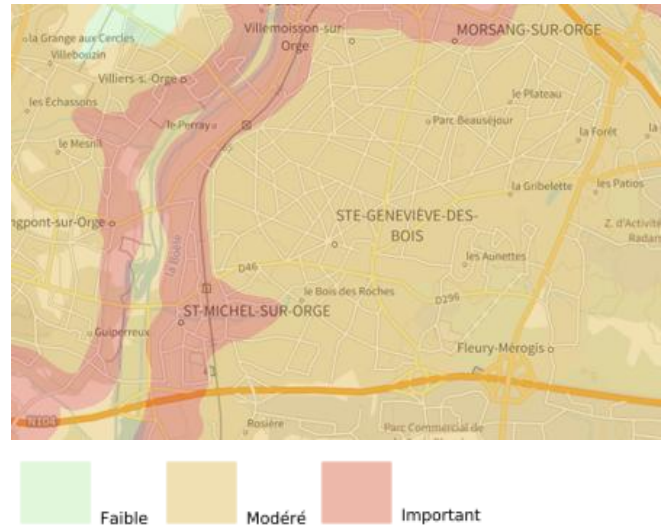 Villemoisson-sur
Orge
MORSANG-SUR-ORGE
la Grange aux Cercles
Villebouzin
Villiers-s.-Orge
les Echassons
le Plateau
le Perray
Parc Beauséjour
la Forêt
la
le Mesnil
la Gribelette
les Patios
ngpont-sur-Orge
STE-GENEVIÈVE-DES-
BOIS
Z. d'Activité
Radar
les Aunettes
D46
le Bois des Roches
D296
ST-MICHEL-SUR-ORGE
Guiperreux
Fleury-Mérogis
N104
Rosière
Parc Commercial de
Faible
Modéré
Important